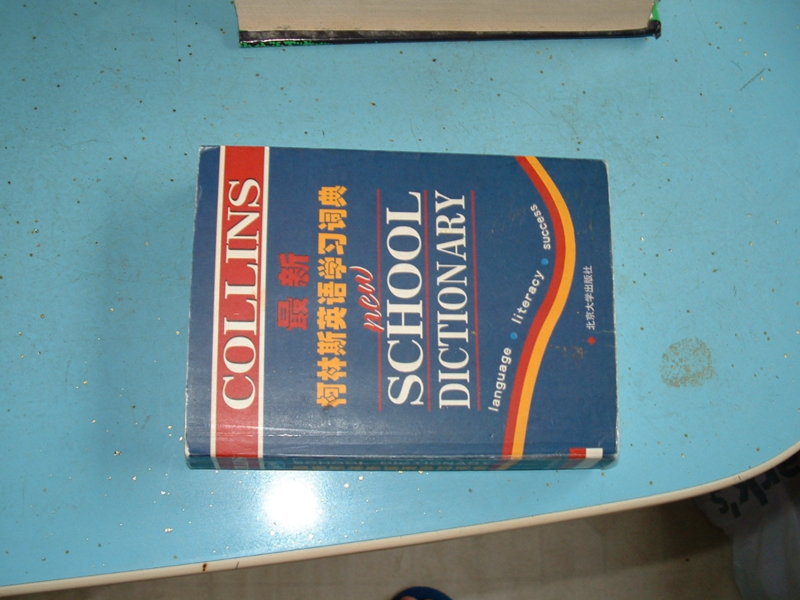 COLLINS
最新
柯林斯英语学习词典
new
SCHOOL
DICTIONARY
language • literacy • success
北京大学出版社
ark's